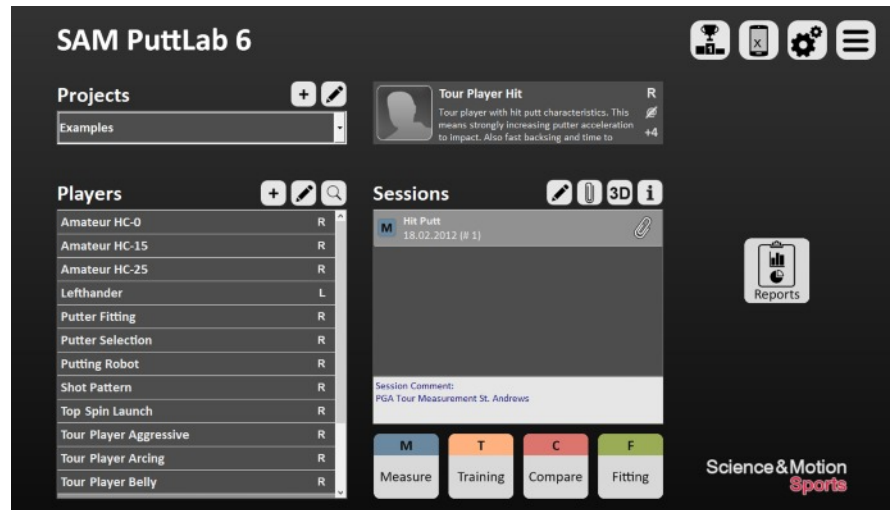 SAM PuttLab 6
X
Projects
+
Examples
Tour Player Hit R
Tour player with hit putt characteristics. This
means strongly increasing putter acceleration
to impact. Also fast backsing and time to
+4
Players
+
Amateur HC-0 R
Amateur HC-15 R
Amateur HC-25 R
Lefthander L
Putter Fitting R
Putter Selection R
Putting Robot R
Shot Pattern R
Top Spin Launch R
Tour Player Aggressive R
Tour Player Arcing R
Tour Player Belly R
Sessions
3D i
M Hit Putt
18.02.2012 (# 1)
Session Comment:
PGA Tour Measurement St. Andrews
M Measure
T Training
C Compare
F Fitting
Reports
Science&Motion
Sports